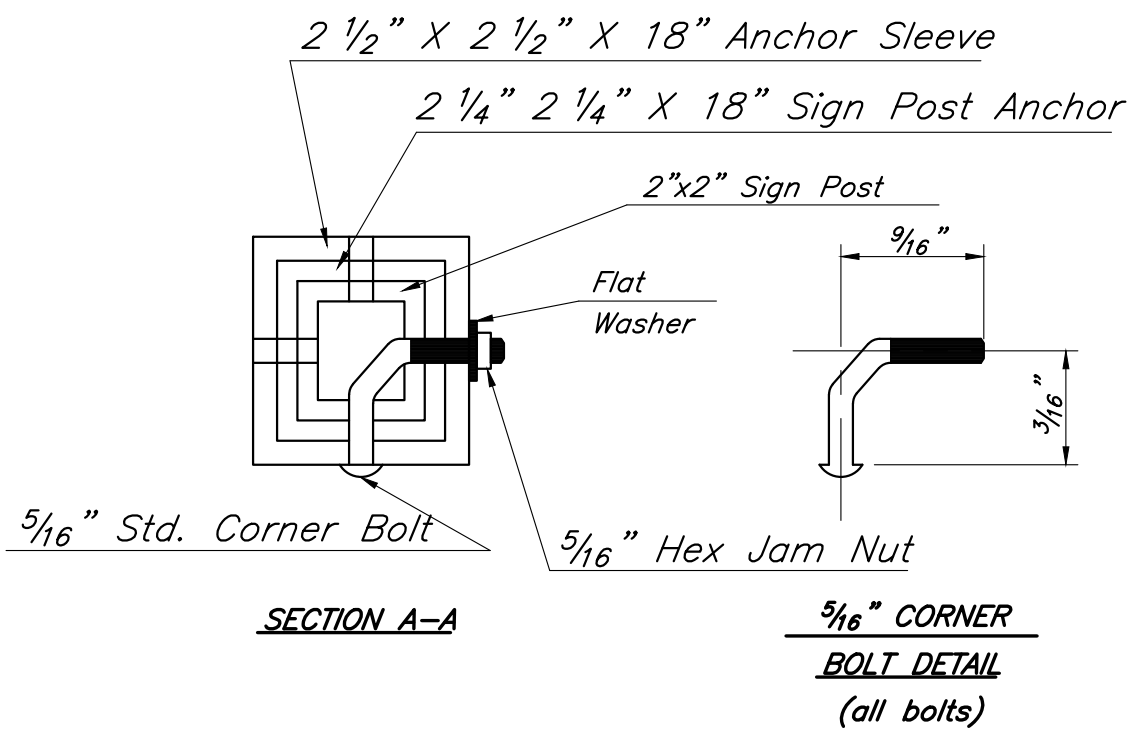 2 1/2" X 2 1/2" X 18" Anchor Sleeve
2 1/4" 2 1/4" X 18" Sign Post Anchor
2"x2" Sign Post
9/16"
Flat
Washer
3/16"
5/16" Std. Corner Bolt
5/16" Hex Jam Nut
SECTION A-A
5/16" CORNER
BOLT DETAIL
(all bolts)